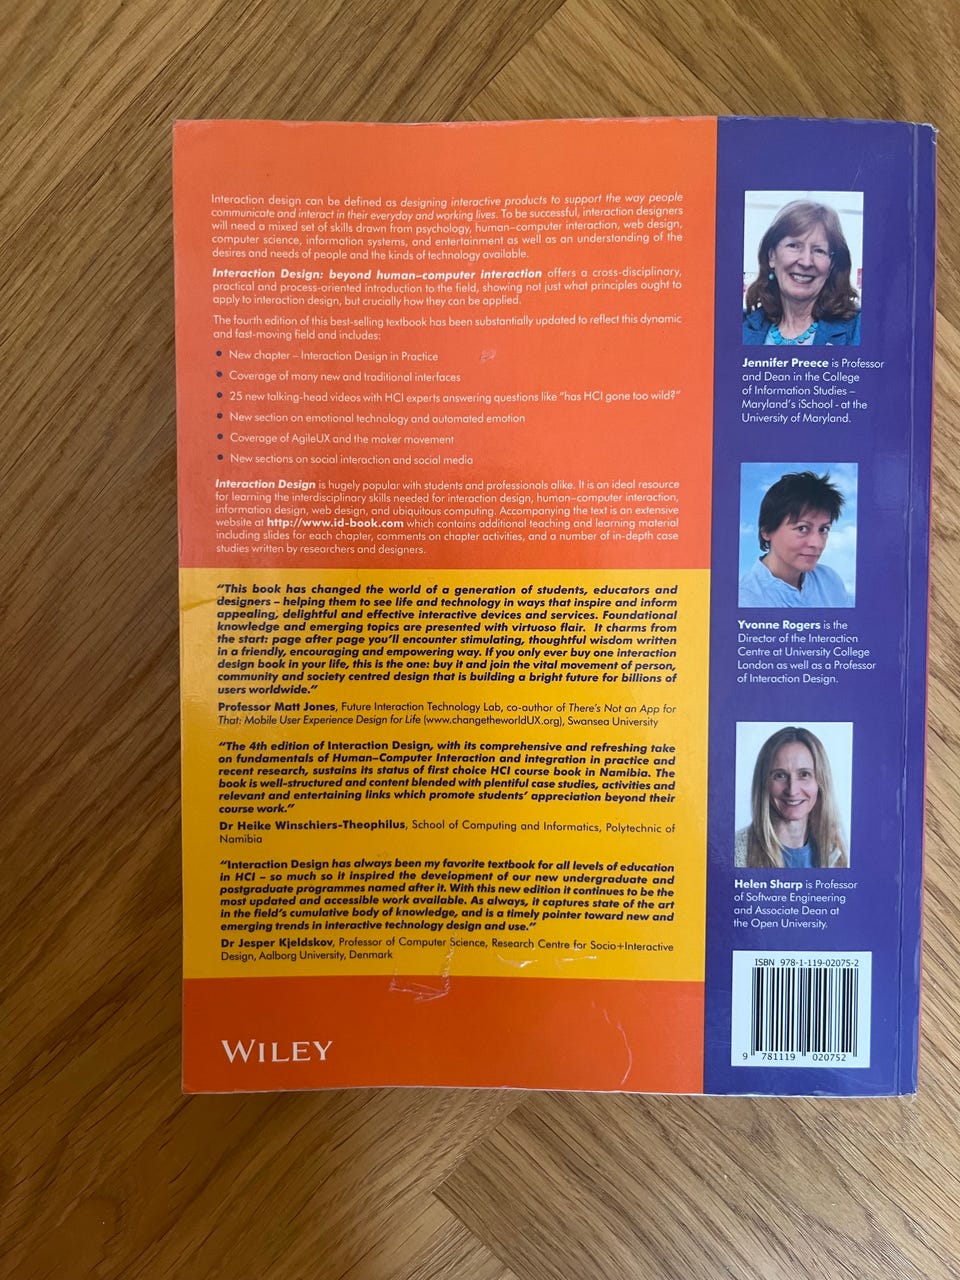 Interaction design can be defined as designing interactive products to support the way people
communicate and interact in their everyday and working lives. To be successful, interaction designers
will need a mixed set of skills drawn from psychology, human–computer interaction, web design,
computer science, information systems, and entertainment as well as an understanding of the
desires and needs of people and the kinds of technology available.
Interaction Design: beyond human–computer interaction offers a cross-disciplinary,
practical and process-oriented introduction to the field, showing not just what principles ought to
apply to interaction design, but crucially how they can be applied.
The fourth edition of this best-selling textbook has been substantially updated to reflect this dynamic
and fast-moving field and includes:
• New chapter – Interaction Design in Practice
• Coverage of many new and traditional interfaces
• 25 new talking-head videos with HCI experts answering questions like "has HCI gone too wild?"
• New section on emotional technology and automated emotion
• Coverage of AgileUX and the maker movement
• New sections on social interaction and social media
Interaction Design is hugely popular with students and professionals alike. It is an ideal resource
for learning the interdisciplinary skills needed for interaction design, human–computer interaction,
information design, web design, and ubiquitous computing. Accompanying the text is an extensive
website at http://www.id-book.com which contains additional teaching and learning material
including slides for each chapter, comments on chapter activities, and a number of in-depth case
studies written by researchers and designers.
"This book has changed the world of a generation of students, educators and
designers – helping them to see life and technology in ways that inspire and inform
appealing, delightful and effective interactive devices and services. Foundational
knowledge and emerging topics are presented with virtuoso flair. It charms from
the start: page after page you'll encounter stimulating, thoughtful wisdom written
in a friendly, encouraging and empowering way. If you only ever buy one interaction
design book in your life, this is the one: buy it and join the vital movement of person,
community and society centred design that is building a bright future for billions of
users worldwide."
Professor Matt Jones, Future Interaction Technology Lab, co-author of There's Not an App for
That: Mobile User Experience Design for Life (www.changetheworldUX.org), Swansea University
"The 4th edition of Interaction Design, with its comprehensive and refreshing take
on fundamentals of Human–Computer Interaction and integration in practice and
recent research, sustains its status of first choice HCI course book in Namibia. The
book is well-structured and content blended with plentiful case studies, activities and
relevant and entertaining links which promote students' appreciation beyond their
course work."
Dr Heike Winschiers-Theophilus, School of Computing and Informatics, Polytechnic of
Namibia
"Interaction Design has always been my favorite textbook for all levels of education
in HCI – so much so it inspired the development of our new undergraduate and
postgraduate programmes named after it. With this new edition it continues to be the
most updated and accessible work available. As always, it captures state of the art
in the field's cumulative body of knowledge, and is a timely pointer toward new and
emerging trends in interactive technology design and use."
Dr Jesper Kjeldskov, Professor of Computer Science, Research Centre for Socio+Interactive
Design, Aalborg University, Denmark
WILEY
Jennifer Preece is Professor
and Dean in the College
of Information Studies –
Maryland's iSchool - at the
University of Maryland.
Yvonne Rogers is the
Director of the Interaction
Centre at University College
London as well as a Professor
of Interaction Design.
Helen Sharp is Professor
of Software Engineering
and Associate Dean at
the Open University.
ISBN 978-1-119-02075-2
9 781119 020752